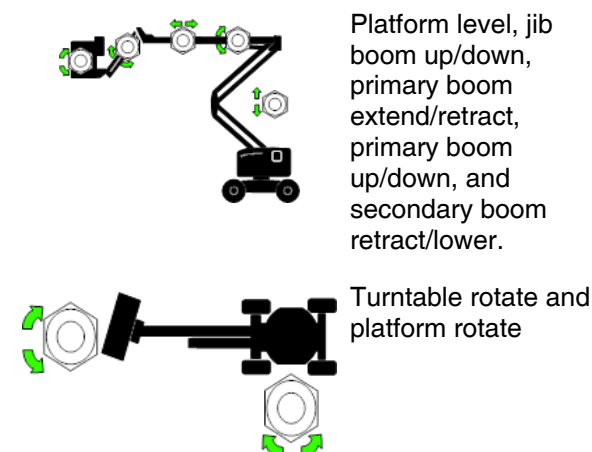 Platform level, jib
boom up/down,
primary boom
extend/retract,
primary boom
up/down, and
secondary boom
retract/lower.
Turntable rotate and
platform rotate